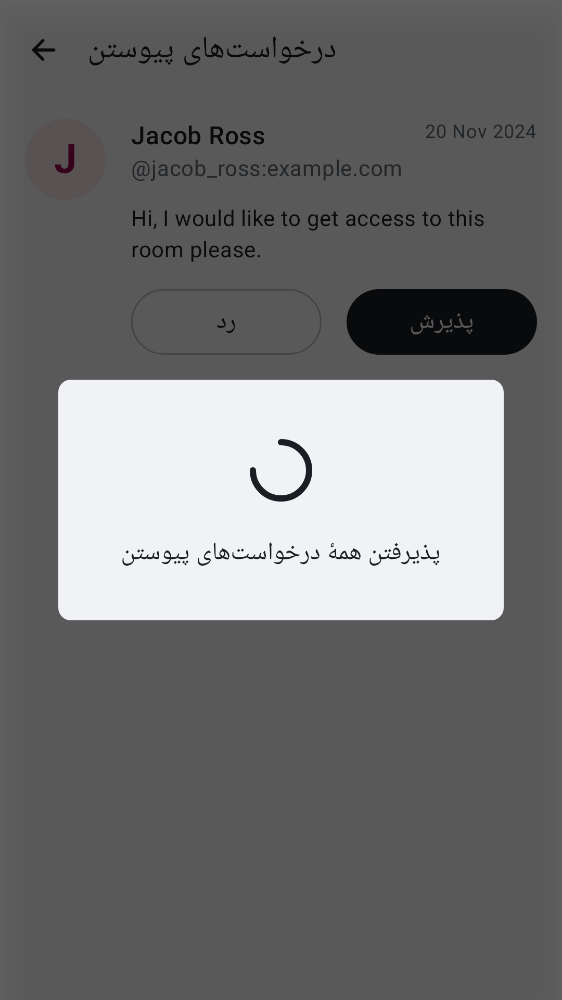 درخواست‌های پیوستن
J
Jacob Ross
20 Nov 2024
@jacob_ross:example.com
Hi, I would like to get access to this
room please.
رد
پذیرش
پذیرفتن همهٔ درخواست‌های پیوستن